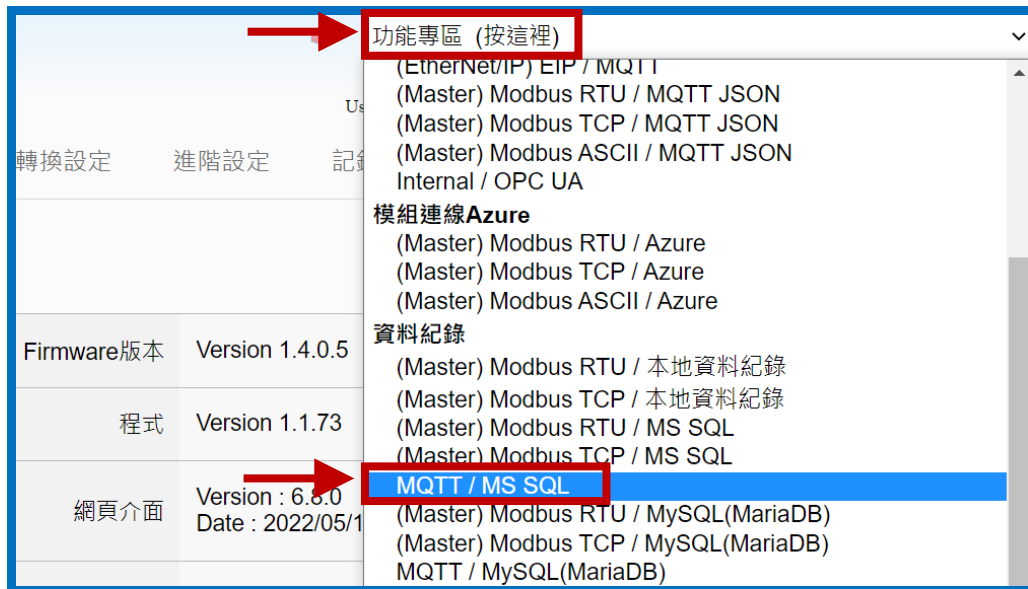 功能專區 (按這裡)
(EtherNet/IP) EIP / MQTT
Us
(Master) Modbus RTU / MQTT JSON
(Master) Modbus TCP / MQTT JSON
(Master) Modbus ASCII / MQTT JSON
Internal / OPC UA
轉換設定 進階設定 記錄
模組連線Azure
(Master) Modbus RTU / Azure
(Master) Modbus TCP / Azure
(Master) Modbus ASCII / Azure
資料紀錄
(Master) Modbus RTU / 本地資料紀錄
(Master) Modbus TCP / 本地資料紀錄
(Master) Modbus RTU / MS SQL
(Master) Modbus TCP / MS SQL
MQTT / MS SQL
(Master) Modbus RTU / MySQL(MariaDB)
(Master) Modbus TCP / MySQL(MariaDB)
MQTT / MySQL(MariaDB)
Firmware版本 Version 1.4.0.5
程式 Version 1.1.73
網頁介面 Version : 6.8.0
Date : 2022/05/1